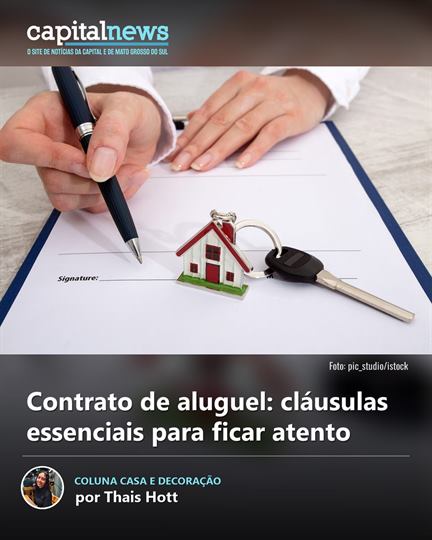 capitalnews
O SITE DE NOTÍCIAS DA CAPITAL E DE MATO GROSSO DO SUL
Signature:
Foto: pic_studio/istock
Contrato de aluguel: cláusulas
essenciais para ficar atento
COLUNA CASA E DECORAÇÃO
por Thais Hott